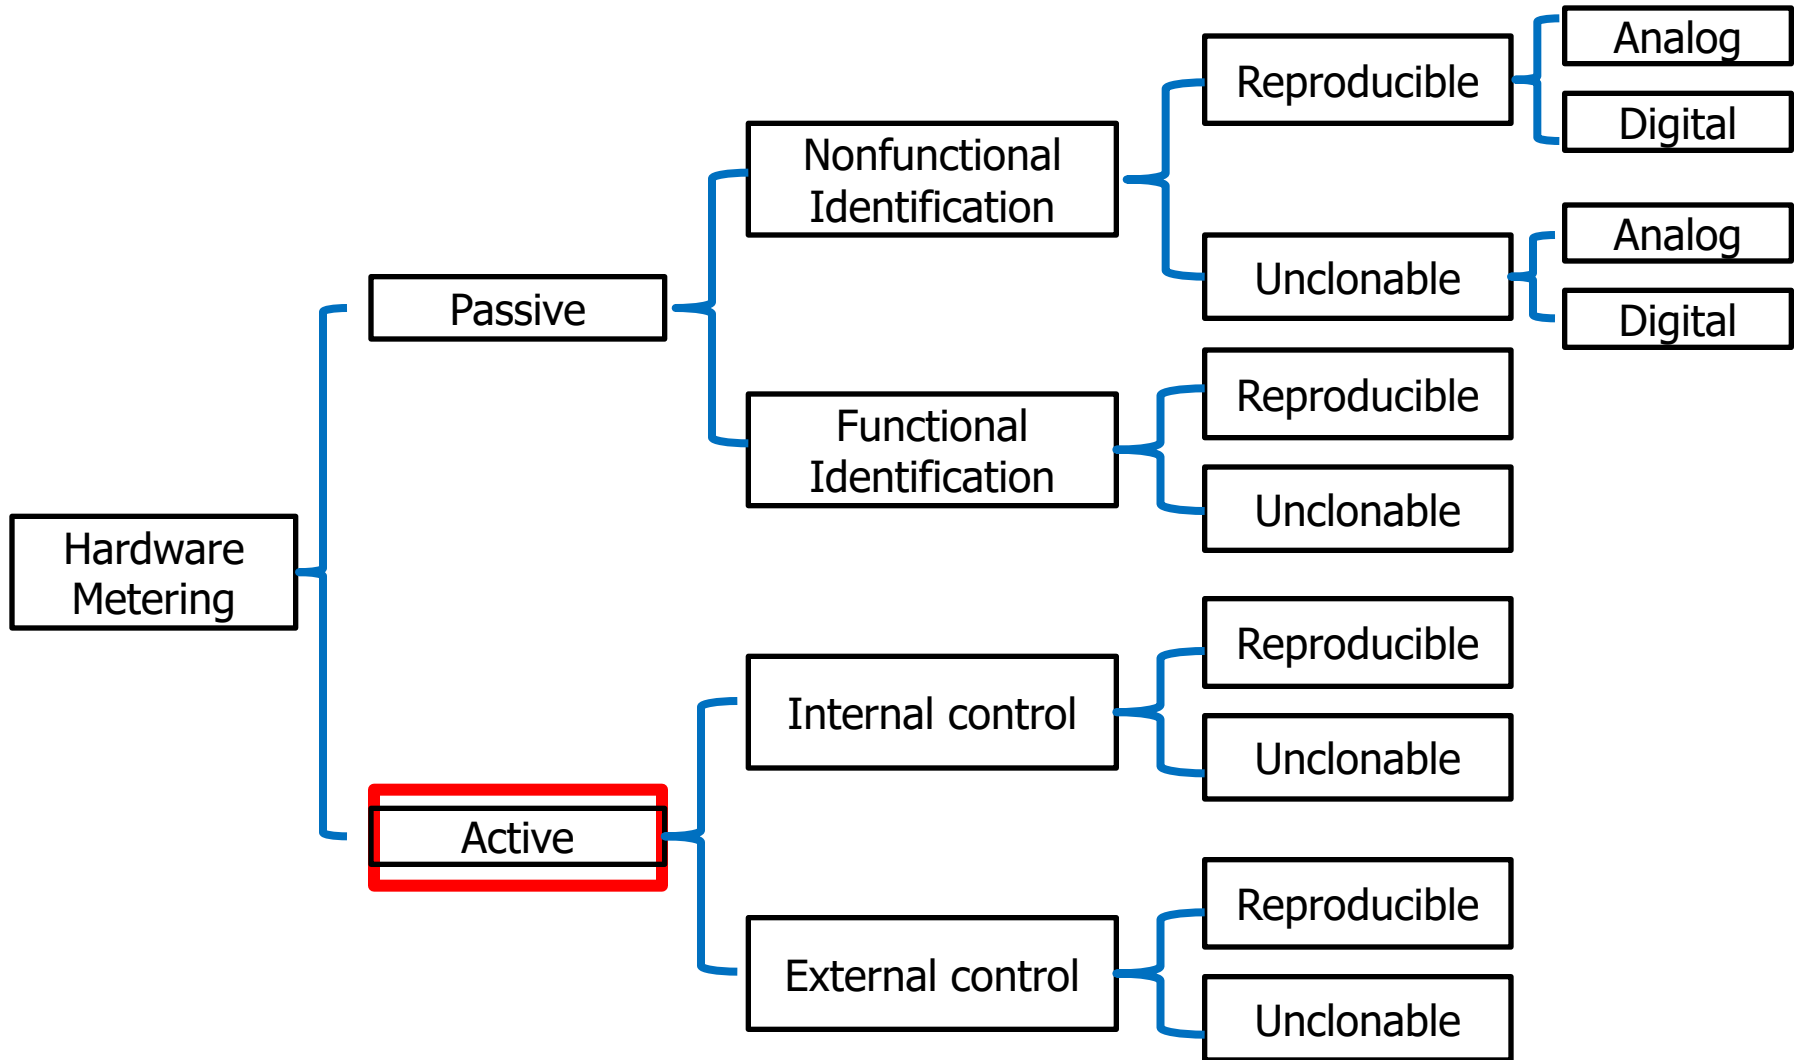 Hardware
Metering
Passive
Nonfunctional
Identification
Reproducible
Analog
Digital
Unclonable
Analog
Digital
Functional
Identification
Reproducible
Unclonable
Active
Internal control
Reproducible
Unclonable
External control
Reproducible
Unclonable